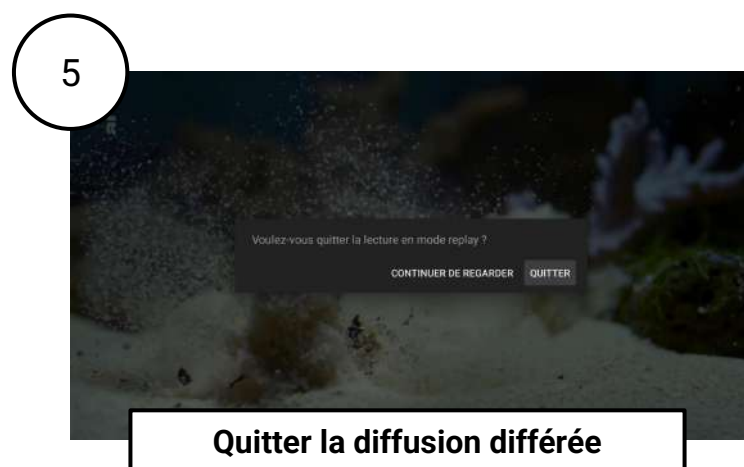 5
Voulez-vous quitter la lecture en mode replay ?
CONTINUER DE REGARDER QUITTER
Quitter la diffusion différée